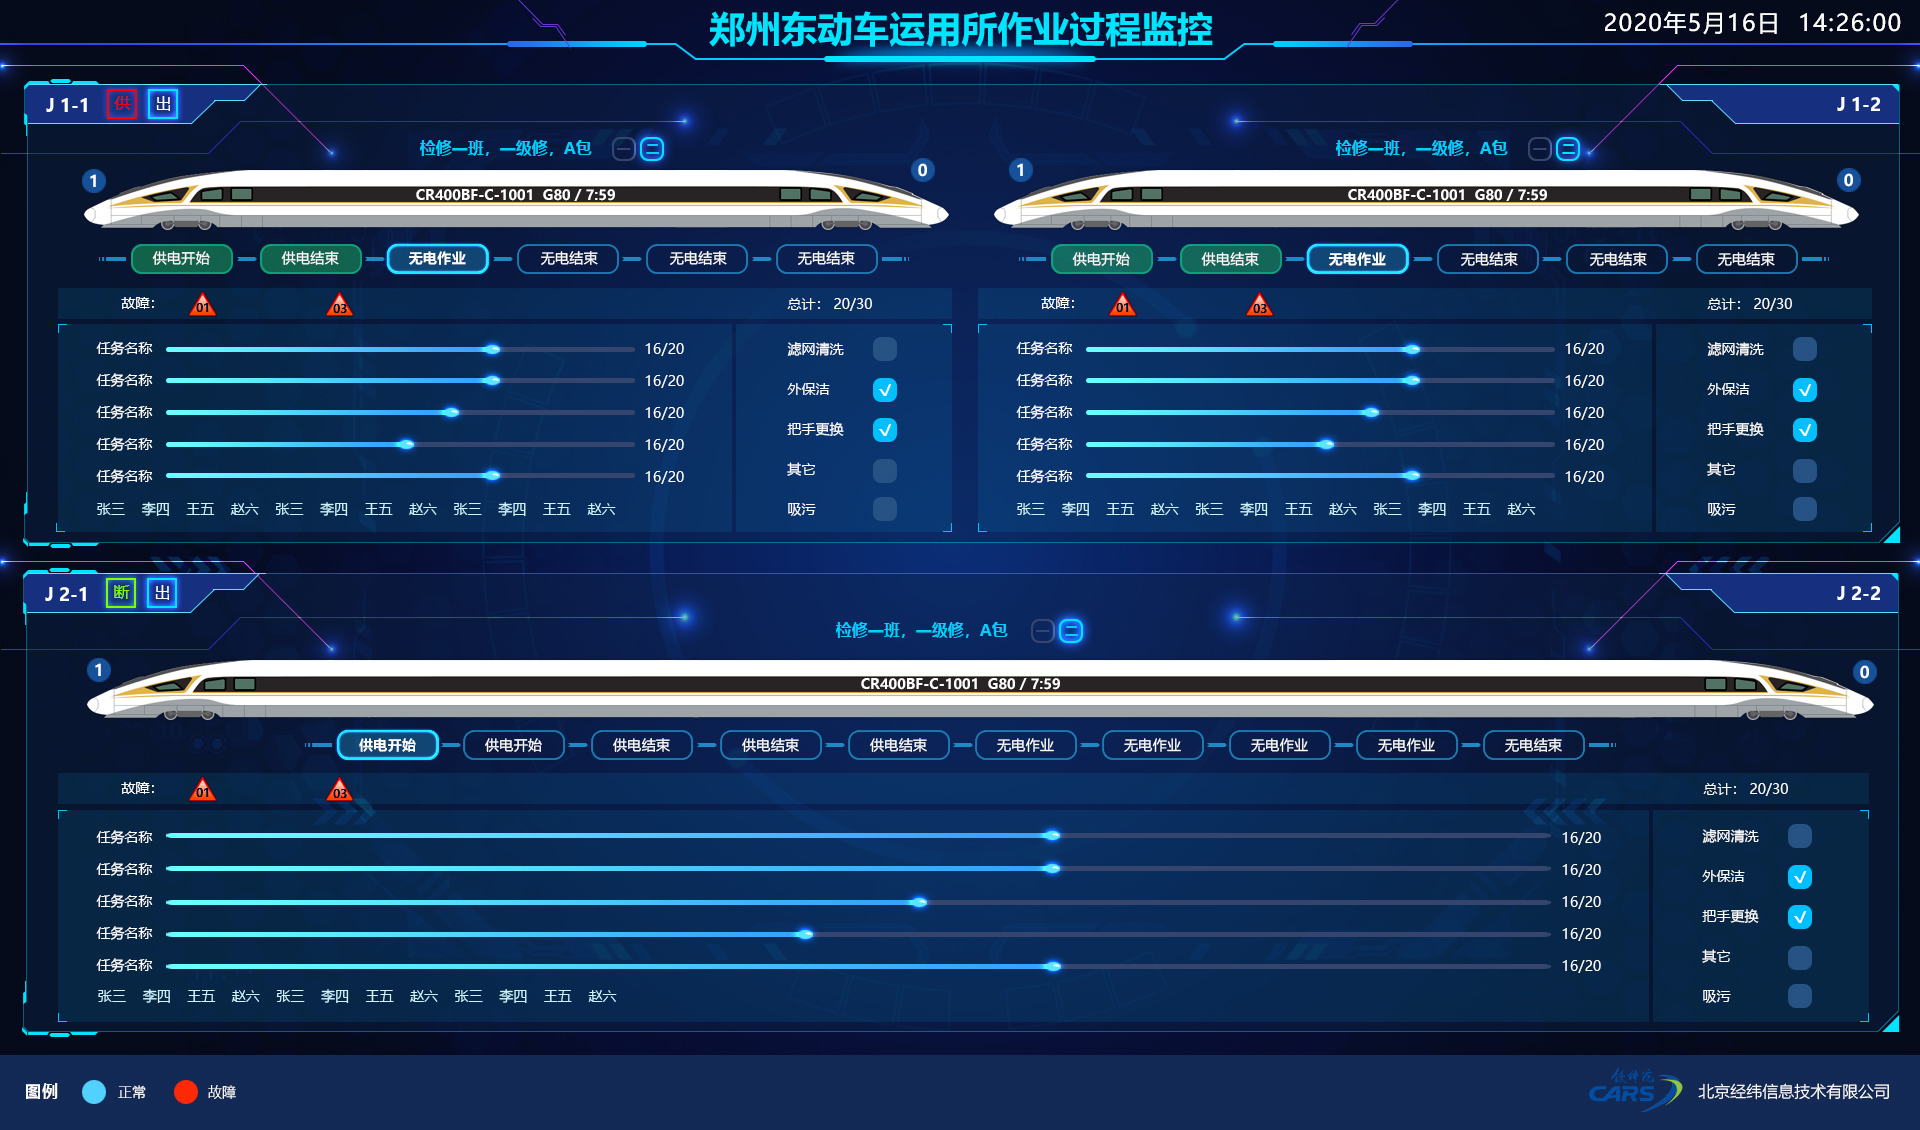 郑州东动车运用所作业过程监控
2020年5月16日 14:26:00
J 1-1 供 出
J 1-2
检修一班，一级修，A包 一 二
检修一班，一级修，A包 一 二
1 0
1 0
CR400BF-C-1001 G80 / 7:59
CR400BF-C-1001 G80 / 7:59
供电开始 供电结束 无电作业 无电结束 无电结束 无电结束
供电开始 供电结束 无电作业 无电结束 无电结束 无电结束
故障： 01 03 总计： 20/30
故障： 01 03 总计： 20/30
任务名称 16/20
任务名称 16/20
任务名称 16/20
任务名称 16/20
任务名称 16/20
张三 李四 王五 赵六 张三 李四 王五 赵六 张三 李四 王五 赵六
滤网清洗
外保洁
把手更换
其它
吸污
任务名称 16/20
任务名称 16/20
任务名称 16/20
任务名称 16/20
任务名称 16/20
张三 李四 王五 赵六 张三 李四 王五 赵六 张三 李四 王五 赵六
滤网清洗
外保洁
把手更换
其它
吸污
J 2-1 断 出
J 2-2
检修一班，一级修，A包 一 二
1 0
CR400BF-C-1001 G80 / 7:59
供电开始 供电开始 供电结束 供电结束 供电结束 无电作业 无电作业 无电作业 无电作业 无电结束
故障： 01 03 总计： 20/30
任务名称 16/20
任务名称 16/20
任务名称 16/20
任务名称 16/20
任务名称 16/20
张三 李四 王五 赵六 张三 李四 王五 赵六 张三 李四 王五 赵六
滤网清洗
外保洁
把手更换
其它
吸污
图例 正常 故障
CARS 北京经纬信息技术有限公司